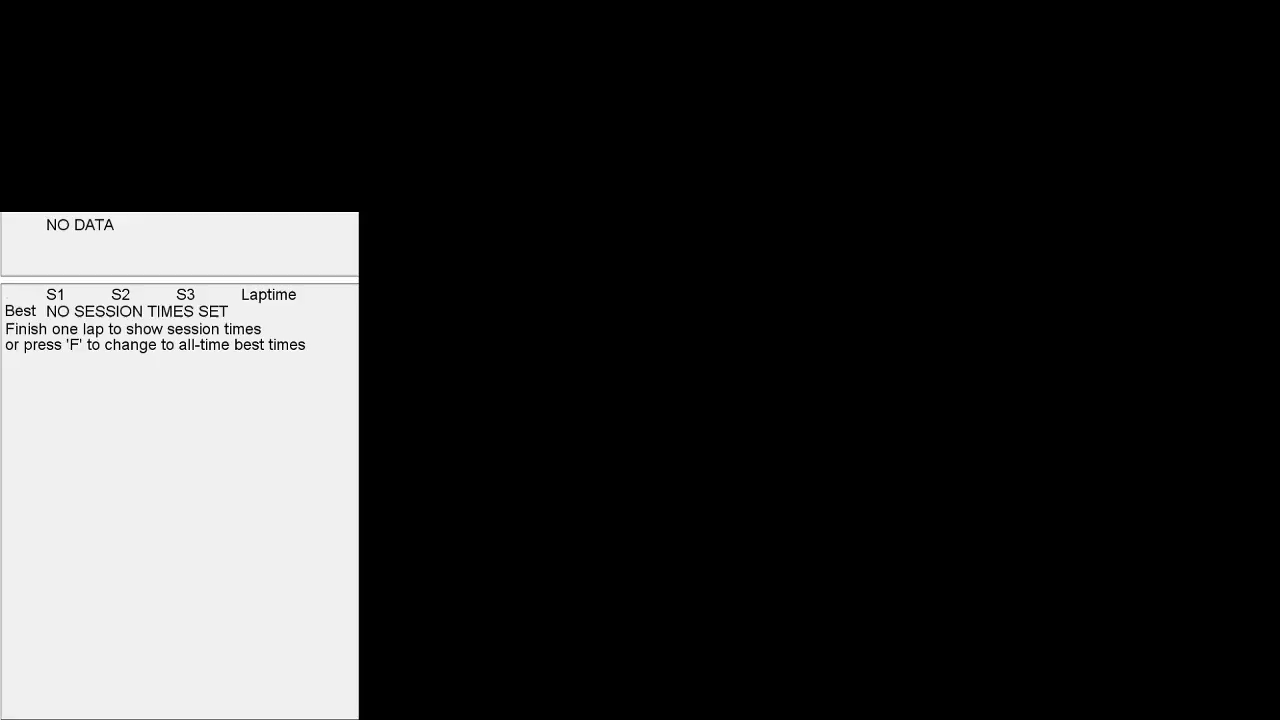 NO DATA
S1 S2 S3 Laptime
Best NO SESSION TIMES SET
Finish one lap to show session times
or press 'F' to change to all-time best times